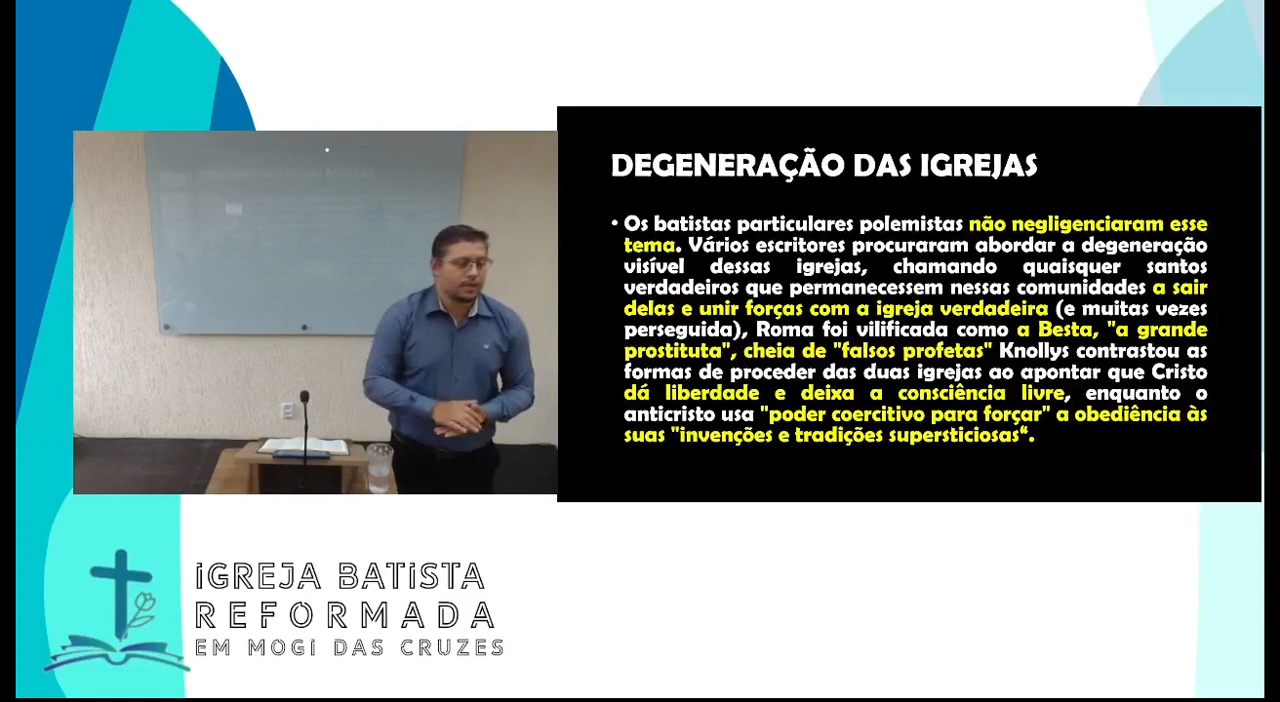 DEGENERAÇÃO DAS IGREJAS
• Os batistas particulares polemistas não negligenciaram esse
tema. Vários escritores procuraram abordar a degeneração
visível dessas igrejas, chamando quaisquer santos
verdadeiros que permanecessem nessas comunidades a sair
delas e unir forças com a igreja verdadeira (e muitas vezes
perseguida), Roma foi vilificada como a Besta, "a grande
prostituta", cheia de "falsos profetas" Knollys contrastou as
formas de proceder das duas igrejas ao apontar que Cristo
dá liberdade e deixa a consciência livre, enquanto o
anticristo usa "poder coercitivo para forçar" a obediência às
suas "invenções e tradições supersticiosas“.
IGREJA BATISTA
REFORMADA
EM MOGI DAS CRUZES